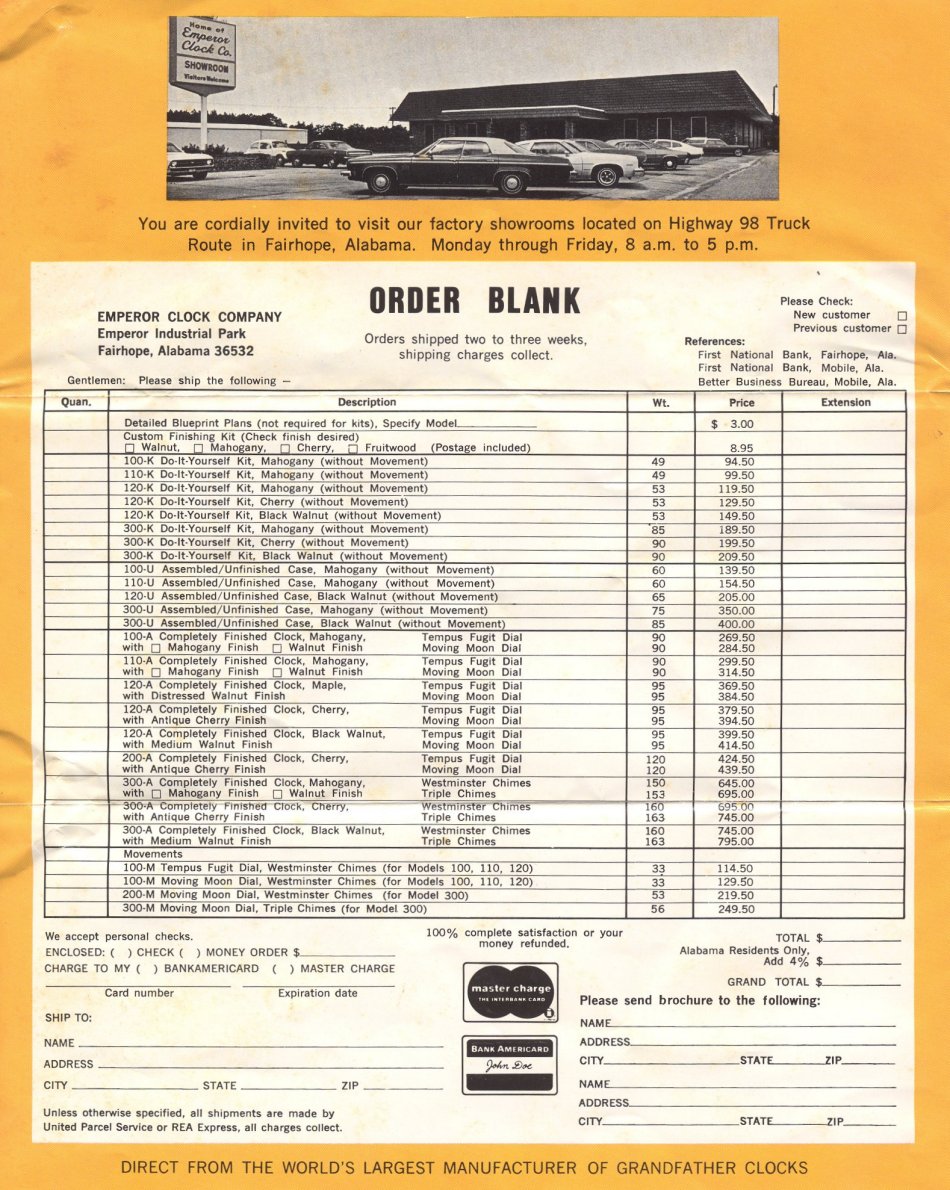 Home of
Emperor
Clock Co.
SHOWROOM
Visitors Welcome
You are cordially invited to visit our factory showrooms located on Highway 98 Truck
Route in Fairhope, Alabama. Monday through Friday, 8 a.m. to 5 p.m.
ORDER BLANK
EMPEROR CLOCK COMPANY
Emperor Industrial Park
Fairhope, Alabama 36532
Orders shipped two to three weeks,
shipping charges collect.
Please Check:
New customer □
Previous customer □
References:
First National Bank, Fairhope, Ala.
First National Bank, Mobile, Ala.
Better Business Bureau, Mobile, Ala.
Gentlemen: Please ship the following —
Quan. Description Wt. Price Extension
Detailed Blueprint Plans (not required for kits), Specify Model $ 3.00
Custom Finishing Kit (Check finish desired)
□ Walnut, □ Mahogany, □ Cherry, □ Fruitwood (Postage included) 8.95
100-K Do-It-Yourself Kit, Mahogany (without Movement) 49 94.50
110-K Do-It-Yourself Kit, Mahogany (without Movement) 49 99.50
120-K Do-It-Yourself Kit, Mahogany (without Movement) 53 119.50
120-K Do-It-Yourself Kit, Cherry (without Movement) 53 129.50
120-K Do-It-Yourself Kit, Black Walnut (without Movement) 53 149.50
300-K Do-It-Yourself Kit, Mahogany (without Movement) 85 189.50
300-K Do-It-Yourself Kit, Cherry (without Movement) 90 199.50
300-K Do-It-Yourself Kit, Black Walnut (without Movement) 90 209.50
100-U Assembled/Unfinished Case, Mahogany (without Movement) 60 139.50
110-U Assembled/Unfinished Case, Mahogany (without Movement) 60 154.50
120-U Assembled/Unfinished Case, Black Walnut (without Movement) 65 205.00
300-U Assembled/Unfinished Case, Mahogany (without Movement) 75 350.00
300-U Assembled/Unfinished Case, Black Walnut (without Movement) 85 400.00
100-A Completely Finished Clock, Mahogany, Tempus Fugit Dial 90 269.50
with □ Mahogany Finish □ Walnut Finish Moving Moon Dial 90 284.50
110-A Completely Finished Clock, Mahogany, Tempus Fugit Dial 90 299.50
with □ Mahogany Finish □ Walnut Finish Moving Moon Dial 90 314.50
120-A Completely Finished Clock, Maple, Tempus Fugit Dial 95 369.50
with Distressed Walnut Finish Moving Moon Dial 95 384.50
120-A Completely Finished Clock, Cherry, Tempus Fugit Dial 95 379.50
with Antique Cherry Finish Moving Moon Dial 95 394.50
120-A Completely Finished Clock, Black Walnut, Tempus Fugit Dial 95 399.50
with Medium Walnut Finish Moving Moon Dial 95 414.50
200-A Completely Finished Clock, Cherry, Tempus Fugit Dial 120 424.50
with Antique Cherry Finish Moving Moon Dial 120 439.50
300-A Completely Finished Clock, Mahogany, Westminster Chimes 150 645.00
with □ Mahogany Finish □ Walnut Finish Triple Chimes 153 695.00
300-A Completely Finished Clock, Cherry, Westminster Chimes 160 695.00
with Antique Cherry Finish Triple Chimes 163 745.00
300-A Completely Finished Clock, Black Walnut, Westminster Chimes 160 745.00
with Medium Walnut Finish Triple Chimes 163 795.00
Movements
100-M Tempus Fugit Dial, Westminster Chimes (for Models 100, 110, 120) 33 114.50
100-M Moving Moon Dial, Westminster Chimes (for Models 100, 110, 120) 33 129.50
200-M Moving Moon Dial, Westminster Chimes (for Model 300) 53 219.50
300-M Moving Moon Dial, Triple Chimes (for Model 300) 56 249.50
We accept personal checks.
ENCLOSED: ( ) CHECK ( ) MONEY ORDER $
CHARGE TO MY ( ) BANKAMERICARD ( ) MASTER CHARGE
Card number Expiration date
SHIP TO:
NAME
ADDRESS
CITY STATE ZIP
Unless otherwise specified, all shipments are made by
United Parcel Service or REA Express, all charges collect.
100% complete satisfaction or your
money refunded.
master charge
THE INTERBANK CARD
BANKAMERICARD
John Doe
TOTAL $
Alabama Residents Only,
Add 4% $
GRAND TOTAL $
Please send brochure to the following:
NAME
ADDRESS
CITY STATE ZIP
NAME
ADDRESS
CITY STATE ZIP
DIRECT FROM THE WORLD'S LARGEST MANUFACTURER OF GRANDFATHER CLOCKS